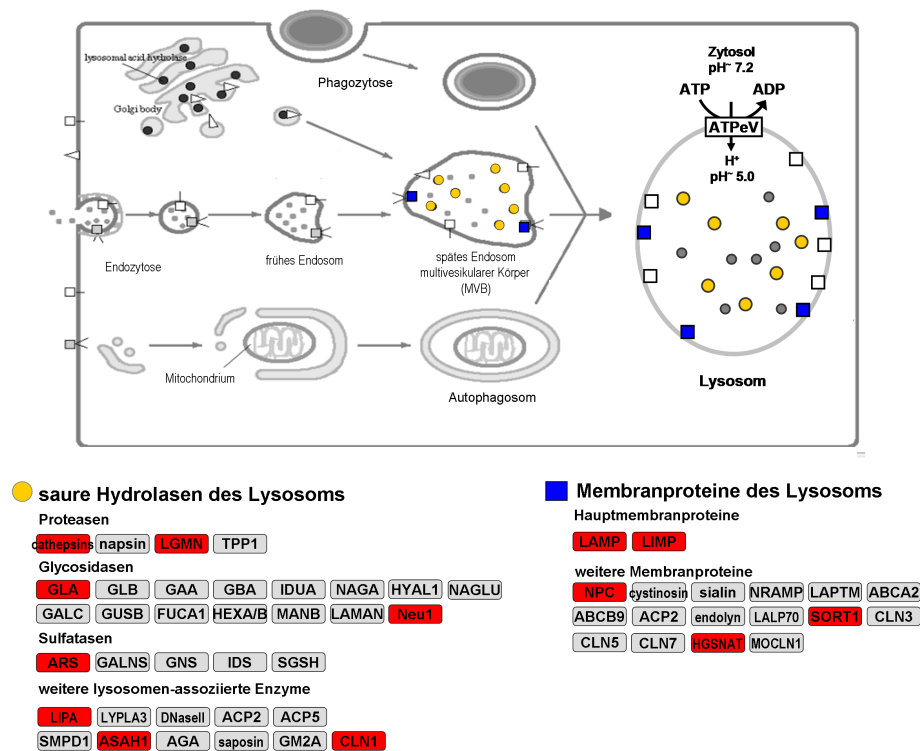 lysosomal acid hydrolase
Golgi body
Phagozytose
Zytosol
pH~ 7.2
ATP ADP
ATPeV
H+
pH~ 5.0
Endozytose
frühes Endosom
spätes Endosom
multivesikularer Körper
(MVB)
Mitochondrium
Autophagosom
Lysosom
saure Hydrolasen des Lysosoms
Proteasen
cathepsins napsin LGMN TPP1
Glycosidasen
GLA GLB GAA GBA IDUA NAGA HYAL1 NAGLU
GALC GUSB FUCA1 HEXA/B MANB LAMAN Neu1
Sulfatasen
ARS GALNS GNS IDS SGSH
weitere lysosomen-assoziierte Enzyme
LIPA LYPLA3 DNaseII ACP2 ACP5
SMPD1 ASAH1 AGA saposin GM2A CLN1
Membranproteine des Lysosoms
Hauptmembranproteine
LAMP LIMP
weitere Membranproteine
NPC cystinosin sialin NRAMP LAPTM ABCA2
ABCB9 ACP2 endolyn LALP70 SORT1 CLN3
CLN5 CLN7 HGSNAT MOCLN1